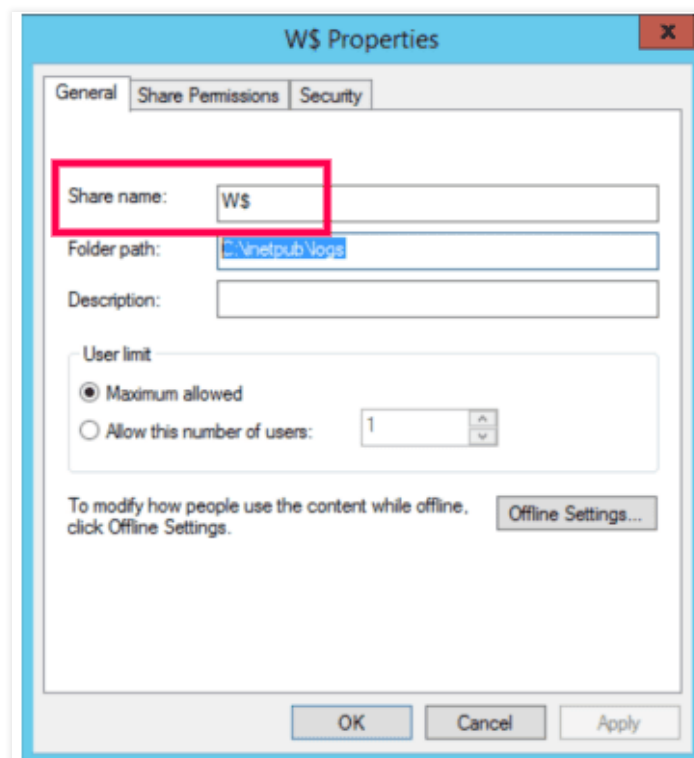 W$ Properties
x
General Share Permissions Security
Share name: W$
Folder path: C:\inetpub\logs
Description:
User limit
Maximum allowed
Allow this number of users: 1
To modify how people use the content while offline,
click Offline Settings.
Offline Settings...
OK Cancel Apply